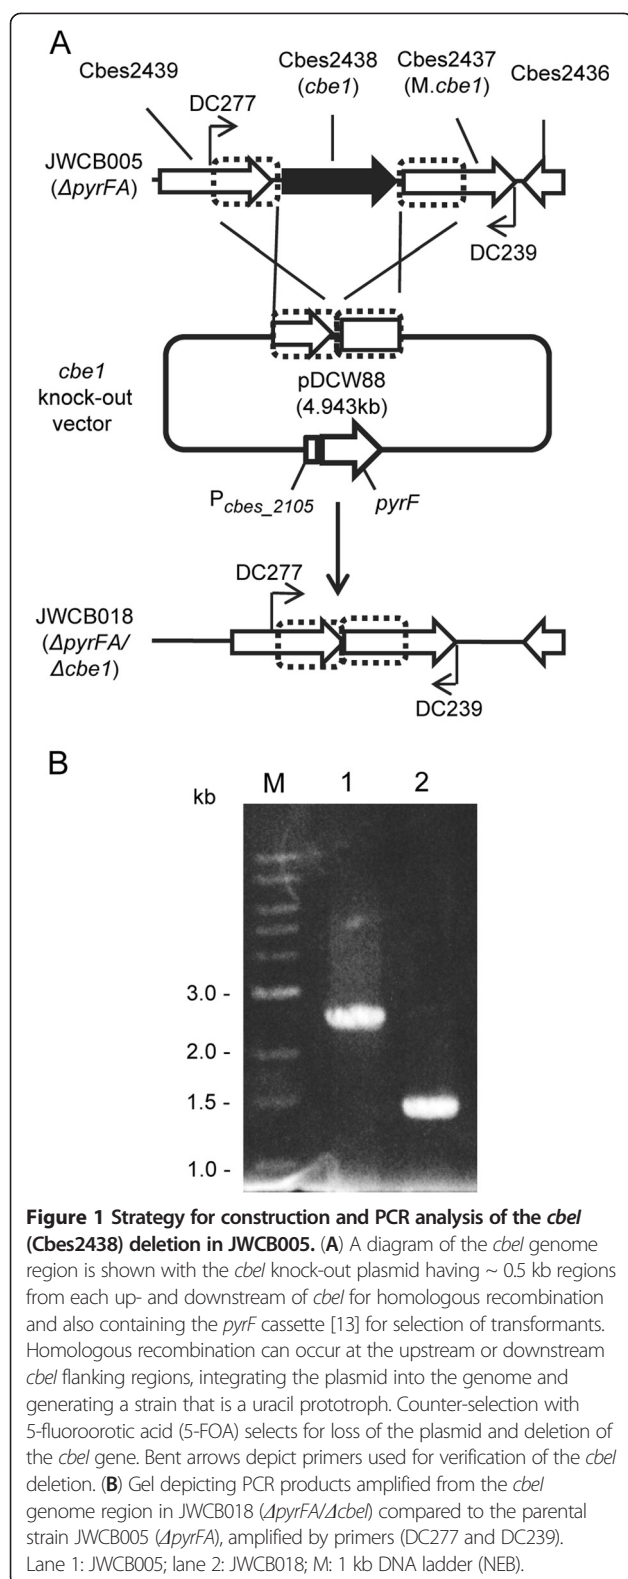 A
Cbes2439
DC277
Cbes2438
(cbe1)
Cbes2437
(M.cbe1)
Cbes2436
JWCB005
(ΔpyrFA)
DC239
cbe1
knock-out
vector
pDCW88
(4.943kb)
Pcbes_2105
pyrF
DC277
JWCB018
(ΔpyrFA/
Δcbe1)
DC239
B
kb
M 1 2
3.0 -
2.0 -
1.5 -
1.0 -
Figure 1 Strategy for construction and PCR analysis of the cbeI
(Cbes2438) deletion in JWCB005. (A) A diagram of the cbeI genome
region is shown with the cbeI knock-out plasmid having ~ 0.5 kb regions
from each up- and downstream of cbeI for homologous recombination
and also containing the pyrF cassette [13] for selection of transformants.
Homologous recombination can occur at the upstream or downstream
cbeI flanking regions, integrating the plasmid into the genome and
generating a strain that is a uracil prototroph. Counter-selection with
5-fluoroorotic acid (5-FOA) selects for loss of the plasmid and deletion of
the cbeI gene. Bent arrows depict primers used for verification of the cbeI
deletion. (B) Gel depicting PCR products amplified from the cbeI
genome region in JWCB018 (ΔpyrFA/ΔcbeI) compared to the parental
strain JWCB005 (ΔpyrFA), amplified by primers (DC277 and DC239).
Lane 1: JWCB005; lane 2: JWCB018; M: 1 kb DNA ladder (NEB).